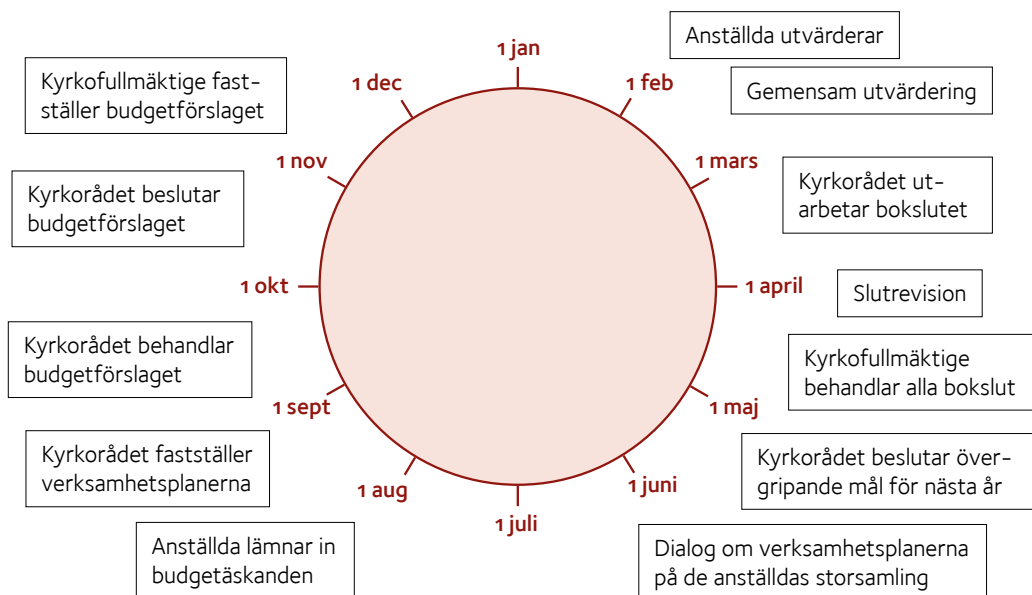 1 jan
1 feb
1 mars
1 april
1 maj
1 juni
1 juli
1 aug
1 sept
1 okt
1 nov
1 dec
Anställda utvärderar
Gemensam utvärdering
Kyrkorådet ut-
arbetar bokslutet
Slutrevision
Kyrkofullmäktige
behandlar alla bokslut
Kyrkorådet beslutar över-
gripande mål för nästa år
Dialog om verksamhetsplanerna
på de anställdas storsamling
Anställda lämnar in
budgetäskanden
Kyrkorådet fastställer
verksamhetsplanerna
Kyrkorådet behandlar
budgetförslaget
Kyrkorådet beslutar
budgetförslaget
Kyrkofullmäktige fast-
ställer budgetförslaget